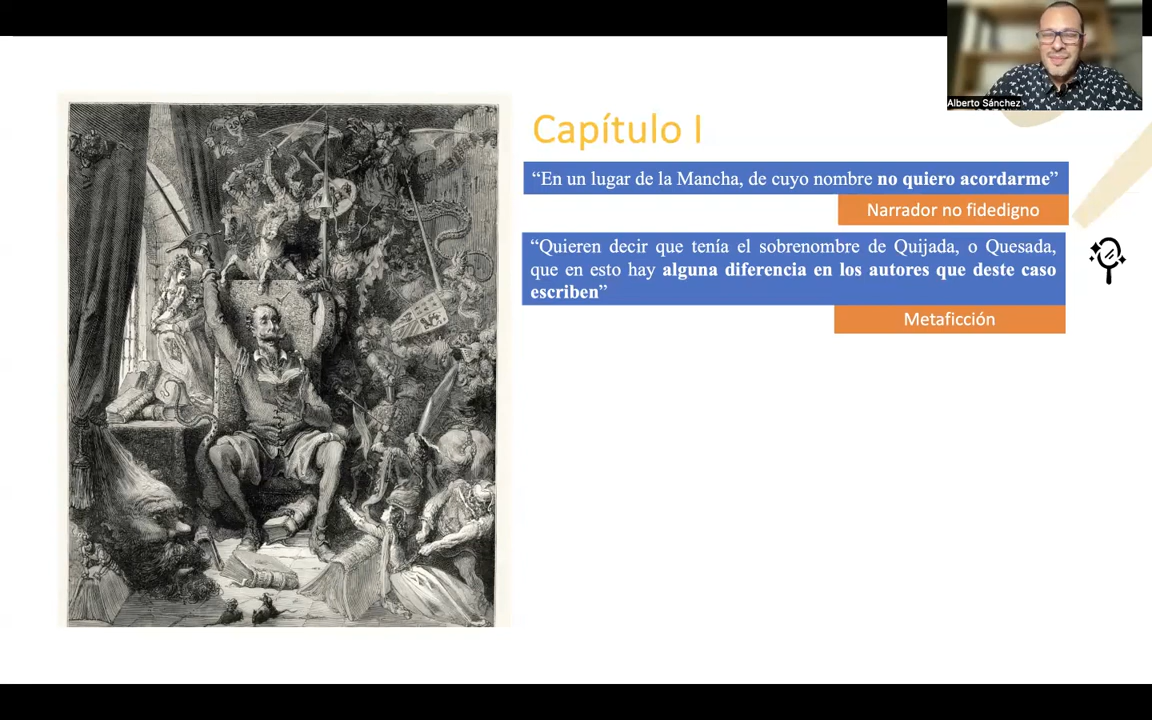 Alberto Sánchez
Capítulo I
“En un lugar de la Mancha, de cuyo nombre no quiero acordarme”
Narrador no fidedigno
“Quieren decir que tenía el sobrenombre de Quijada, o Quesada,
que en esto hay alguna diferencia en los autores que deste caso
escriben”
Metaficción